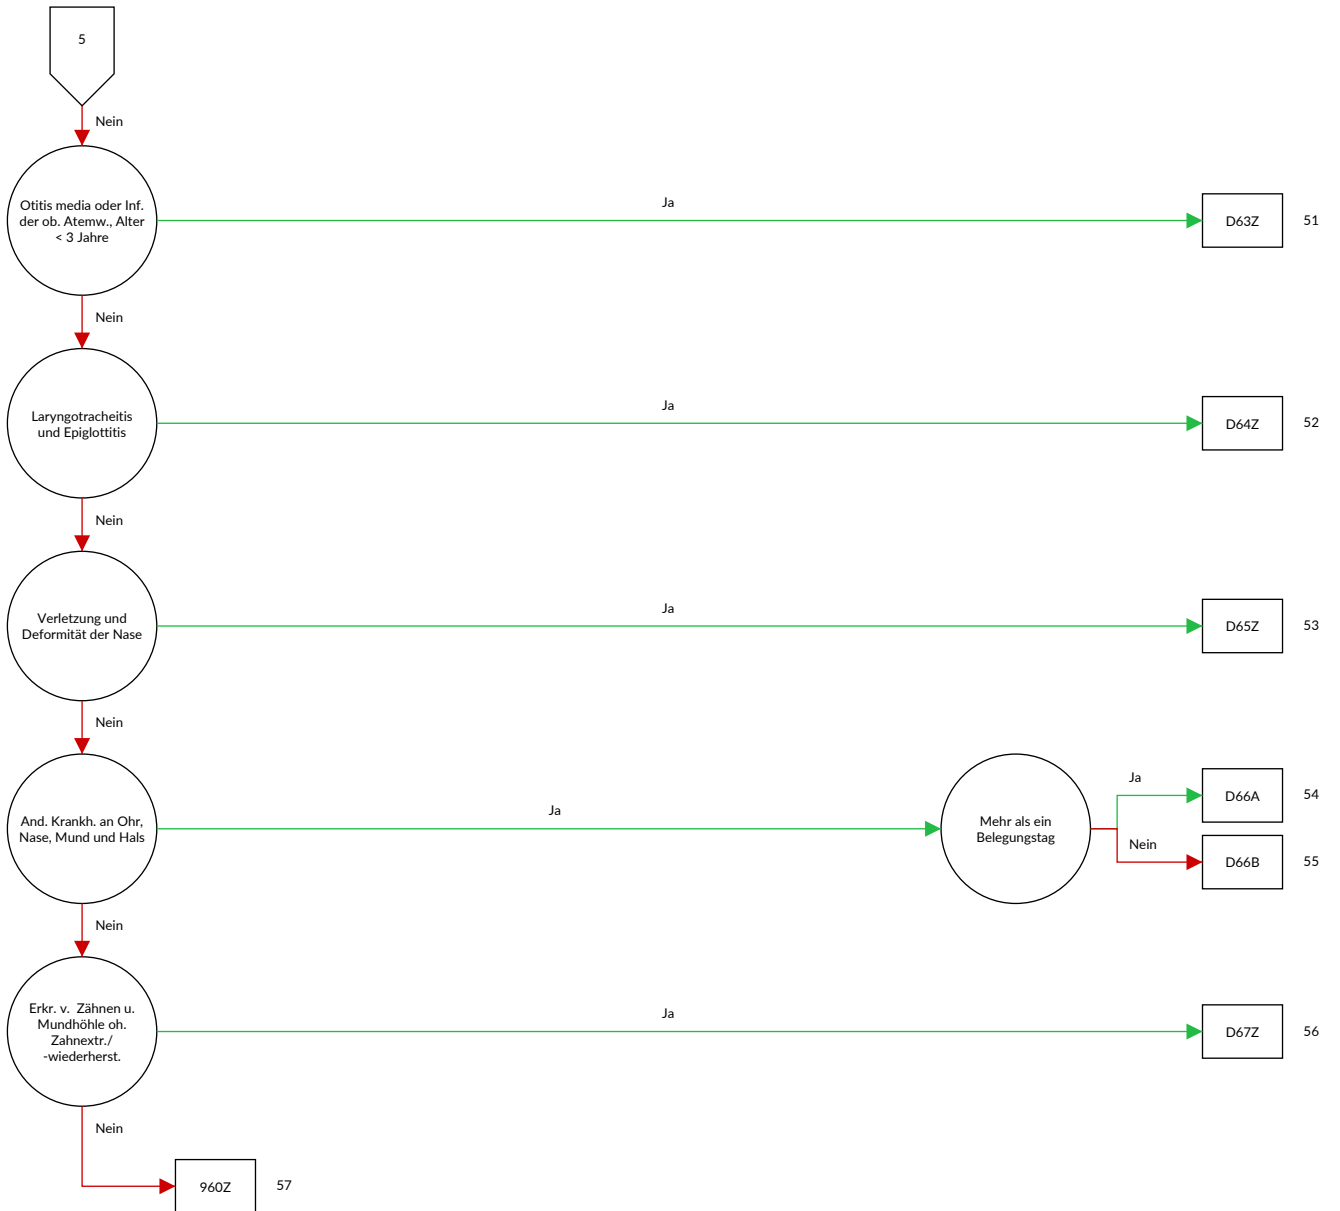 5
Nein
Otitis media oder Inf.
der ob. Atemw., Alter
< 3 Jahre
Ja
D63Z
51
Nein
Laryngotracheitis
und Epiglottitis
Ja
D64Z
52
Nein
Verletzung und
Deformität der Nase
Ja
D65Z
53
Nein
And. Krankh. an Ohr,
Nase, Mund und Hals
Ja
Mehr als ein
Belegungstag
Ja
D66A
54
Nein
D66B
55
Nein
Erkr. v. Zähnen u.
Mundhöhle oh.
Zahnextr./
-wiederherst.
Ja
D67Z
56
Nein
960Z
57